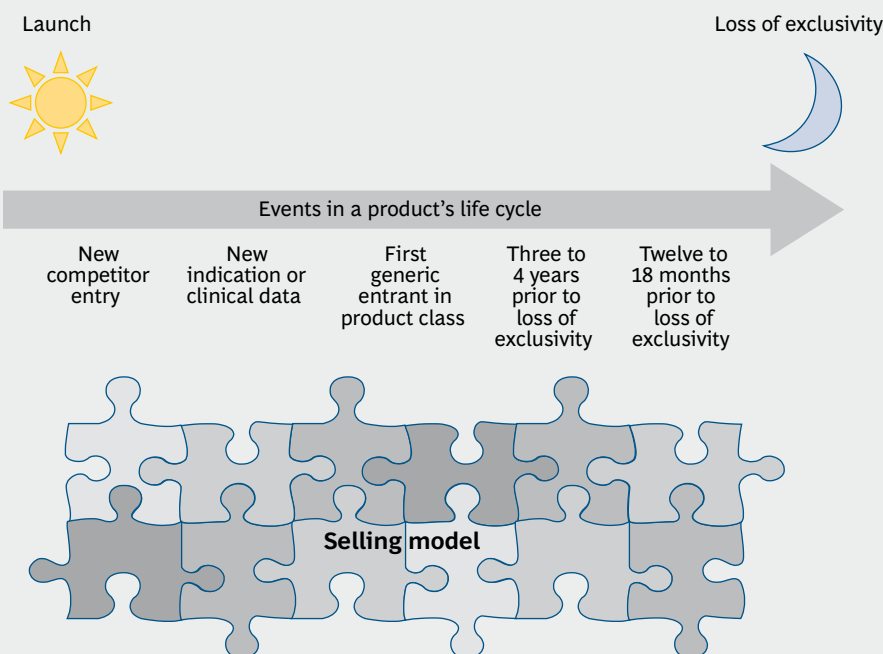 Launch
Loss of exclusivity
Events in a product's life cycle
New
competitor
entry
New
indication or
clinical data
First
generic
entrant in
product class
Three to
4 years
prior to
loss of
exclusivity
Twelve to
18 months
prior to
loss of
exclusivity
Selling model